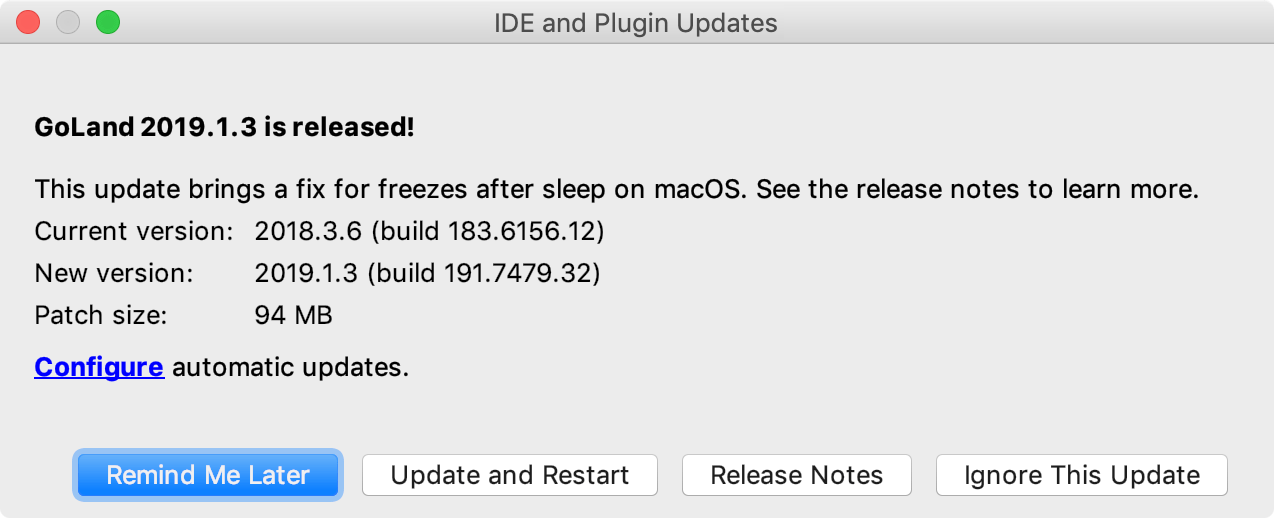 IDE and Plugin Updates
GoLand 2019.1.3 is released!
This update brings a fix for freezes after sleep on macOS. See the release notes to learn more.
Current version: 2018.3.6 (build 183.6156.12)
New version: 2019.1.3 (build 191.7479.32)
Patch size: 94 MB
Configure automatic updates.
Remind Me Later Update and Restart Release Notes Ignore This Update